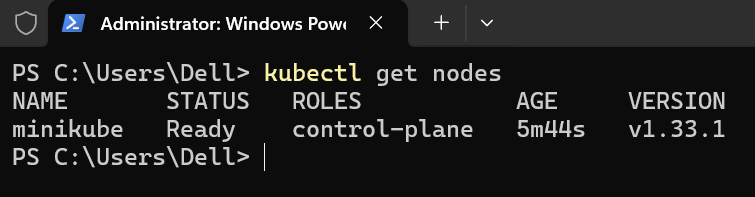 Administrator: Windows Pow
PS C:\Users\Dell> kubectl get nodes
NAME STATUS ROLES AGE VERSION
minikube Ready control-plane 5m44s v1.33.1
PS C:\Users\Dell>